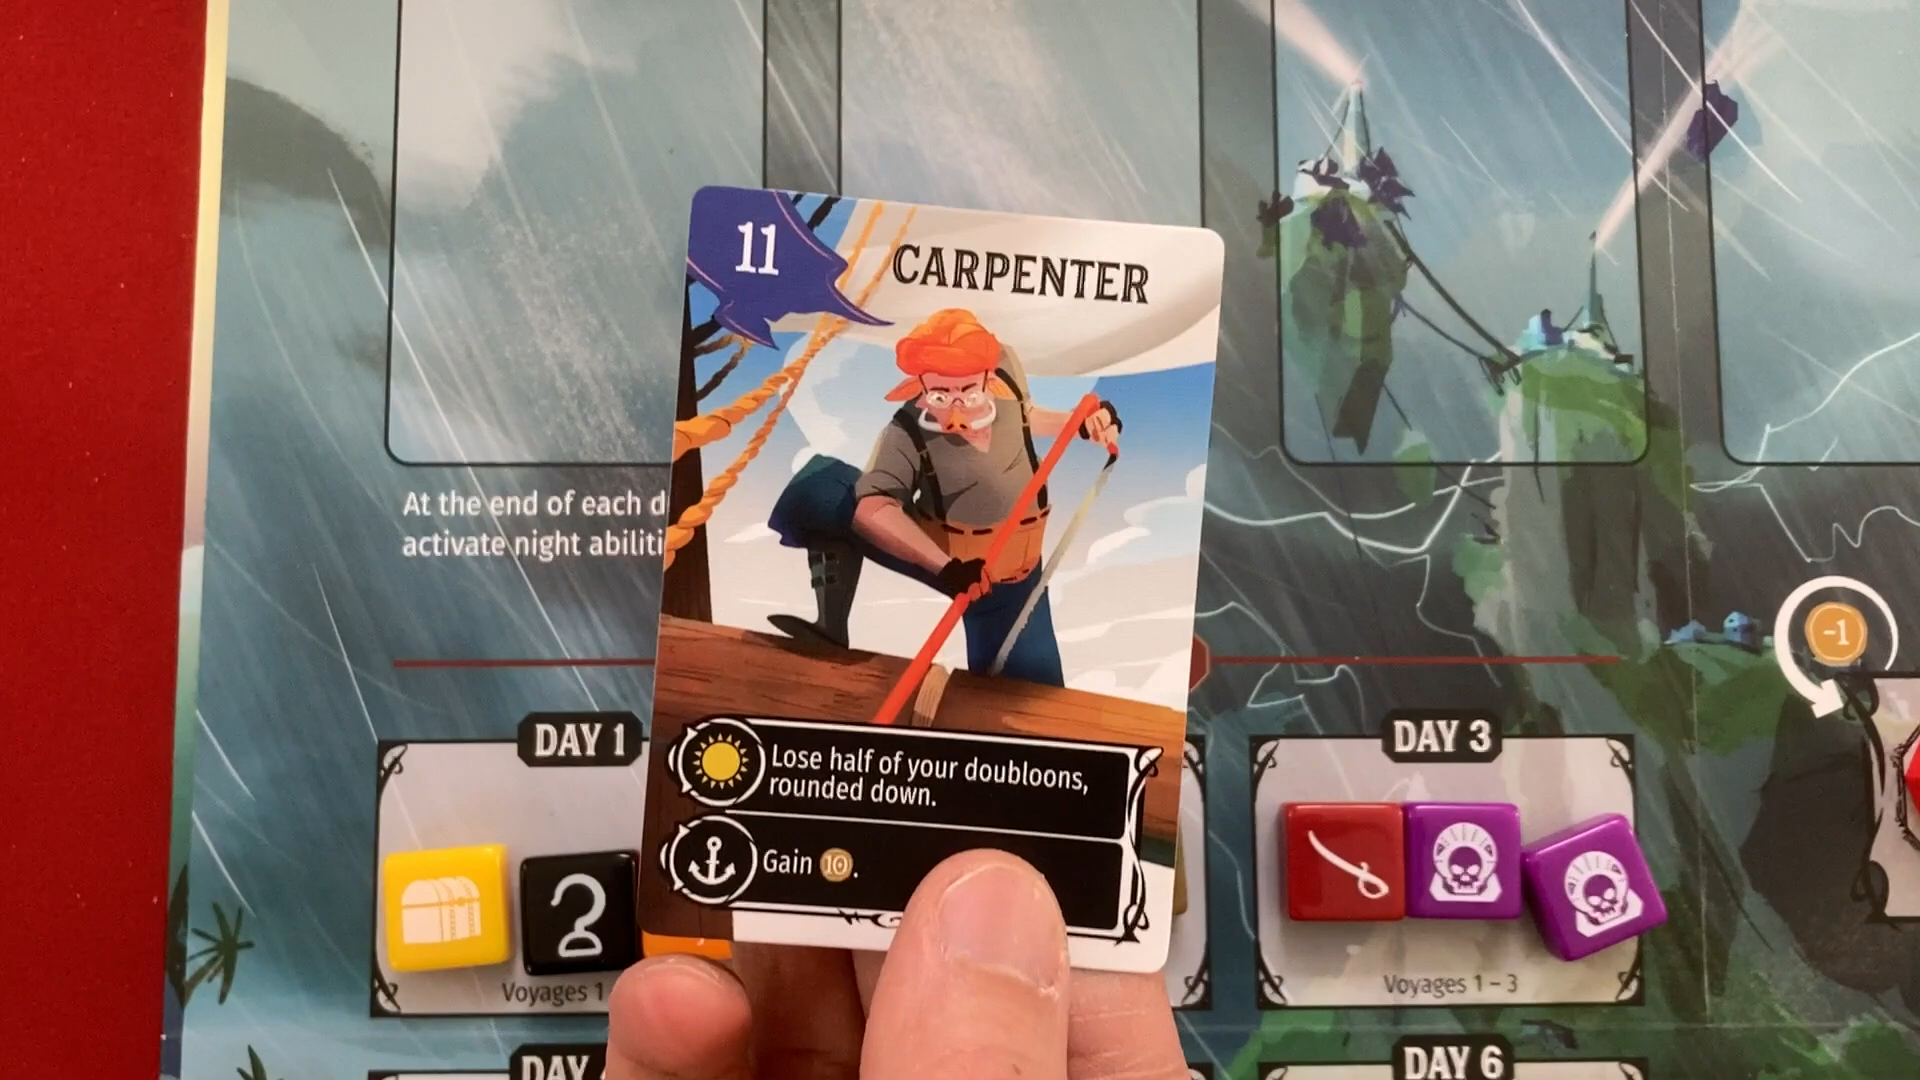 11
CARPENTER
At the end of each
activate night
-1
DAY 1
DAY 3
Lose half of your doubloons,
rounded down.
Gain 10.
Voyages 1
Voyages 1 – 3
DAY
DAY 6